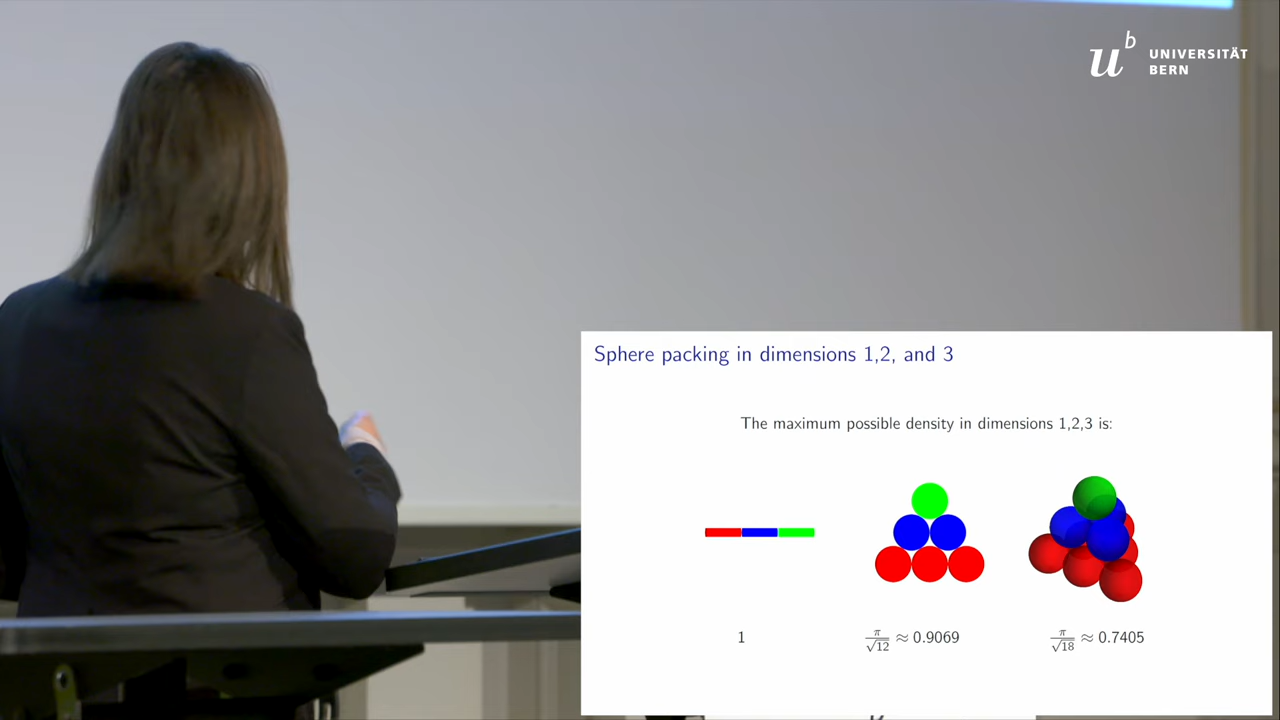 u^b
UNIVERSITÄT
BERN
Sphere packing in dimensions 1,2, and 3
The maximum possible density in dimensions 1,2,3 is:
1
π/√12 ≈ 0.9069
π/√18 ≈ 0.7405